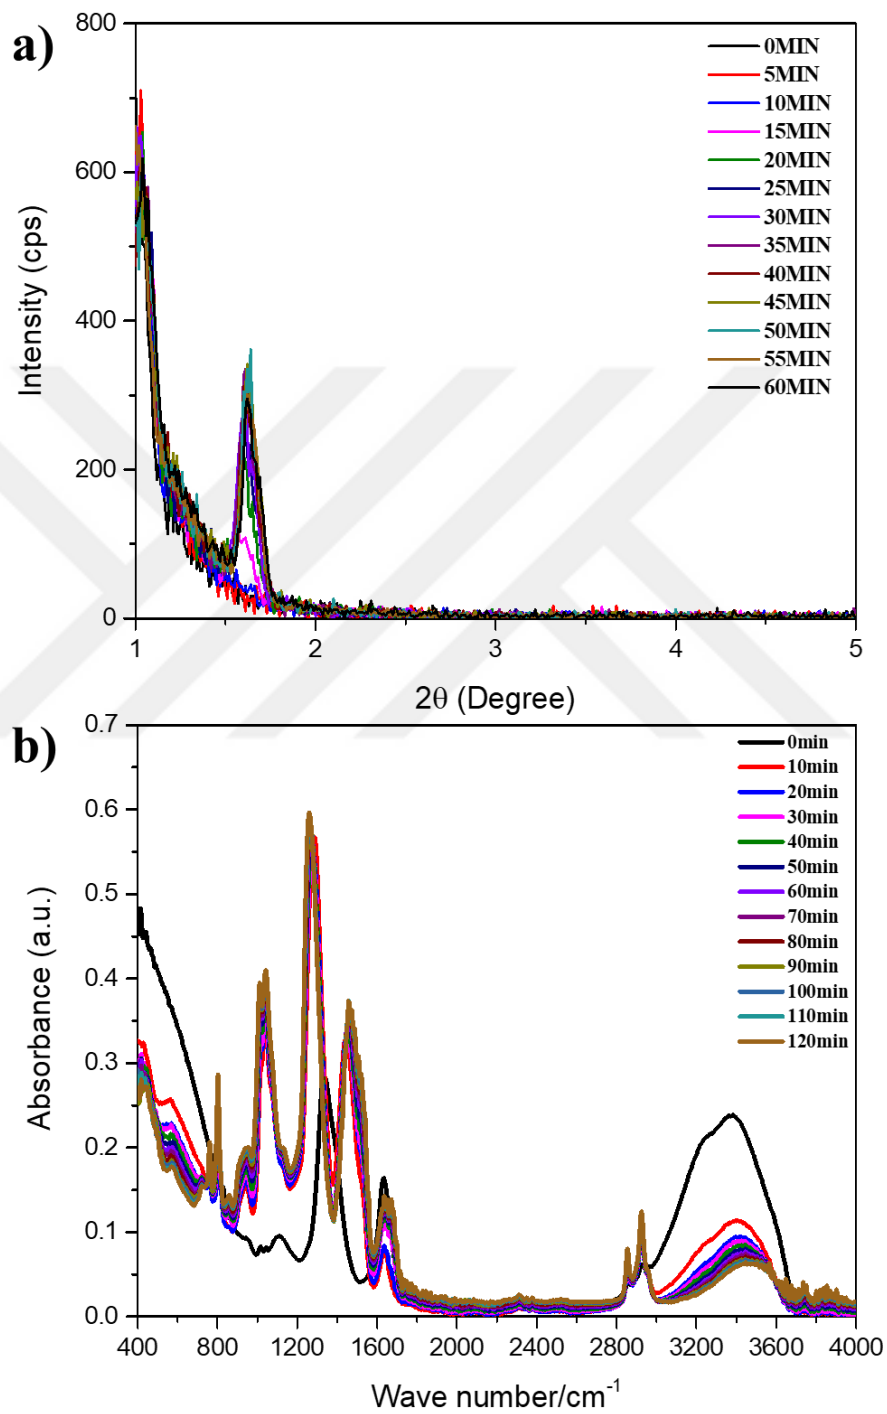 a)
800
600
400
200
0
Intensity (cps)
0MIN
5MIN
10MIN
15MIN
20MIN
25MIN
30MIN
35MIN
40MIN
45MIN
50MIN
55MIN
60MIN
1 2 3 4 5
2θ (Degree)
b)
0.7
0.6
0.5
0.4
0.3
0.2
0.1
0.0
Absorbance (a.u.)
0min
10min
20min
30min
40min
50min
60min
70min
80min
90min
100min
110min
120min
400 800 1200 1600 2000 2400 2800 3200 3600 4000
Wave number/cm⁻¹